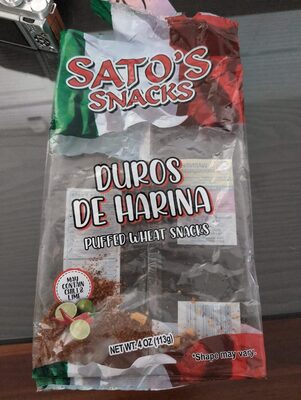 SATO'S
SNACKS
DUROS
DE HARINA
PUFFED WHEAT SNACKS
MAY
CONTAIN
CHILI &
LIME
NET WT. 4 OZ (113g)
*Shape may vary.